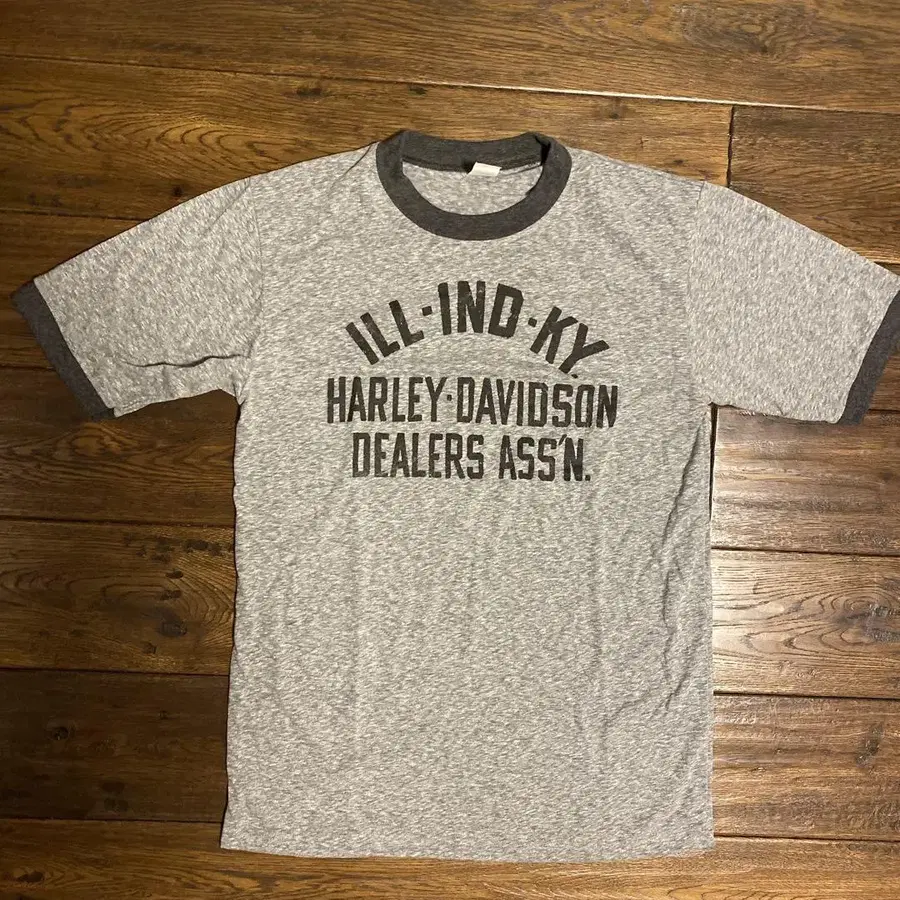 ILL·IND·KY.
HARLEY·DAVIDSON
DEALERS ASS'N.